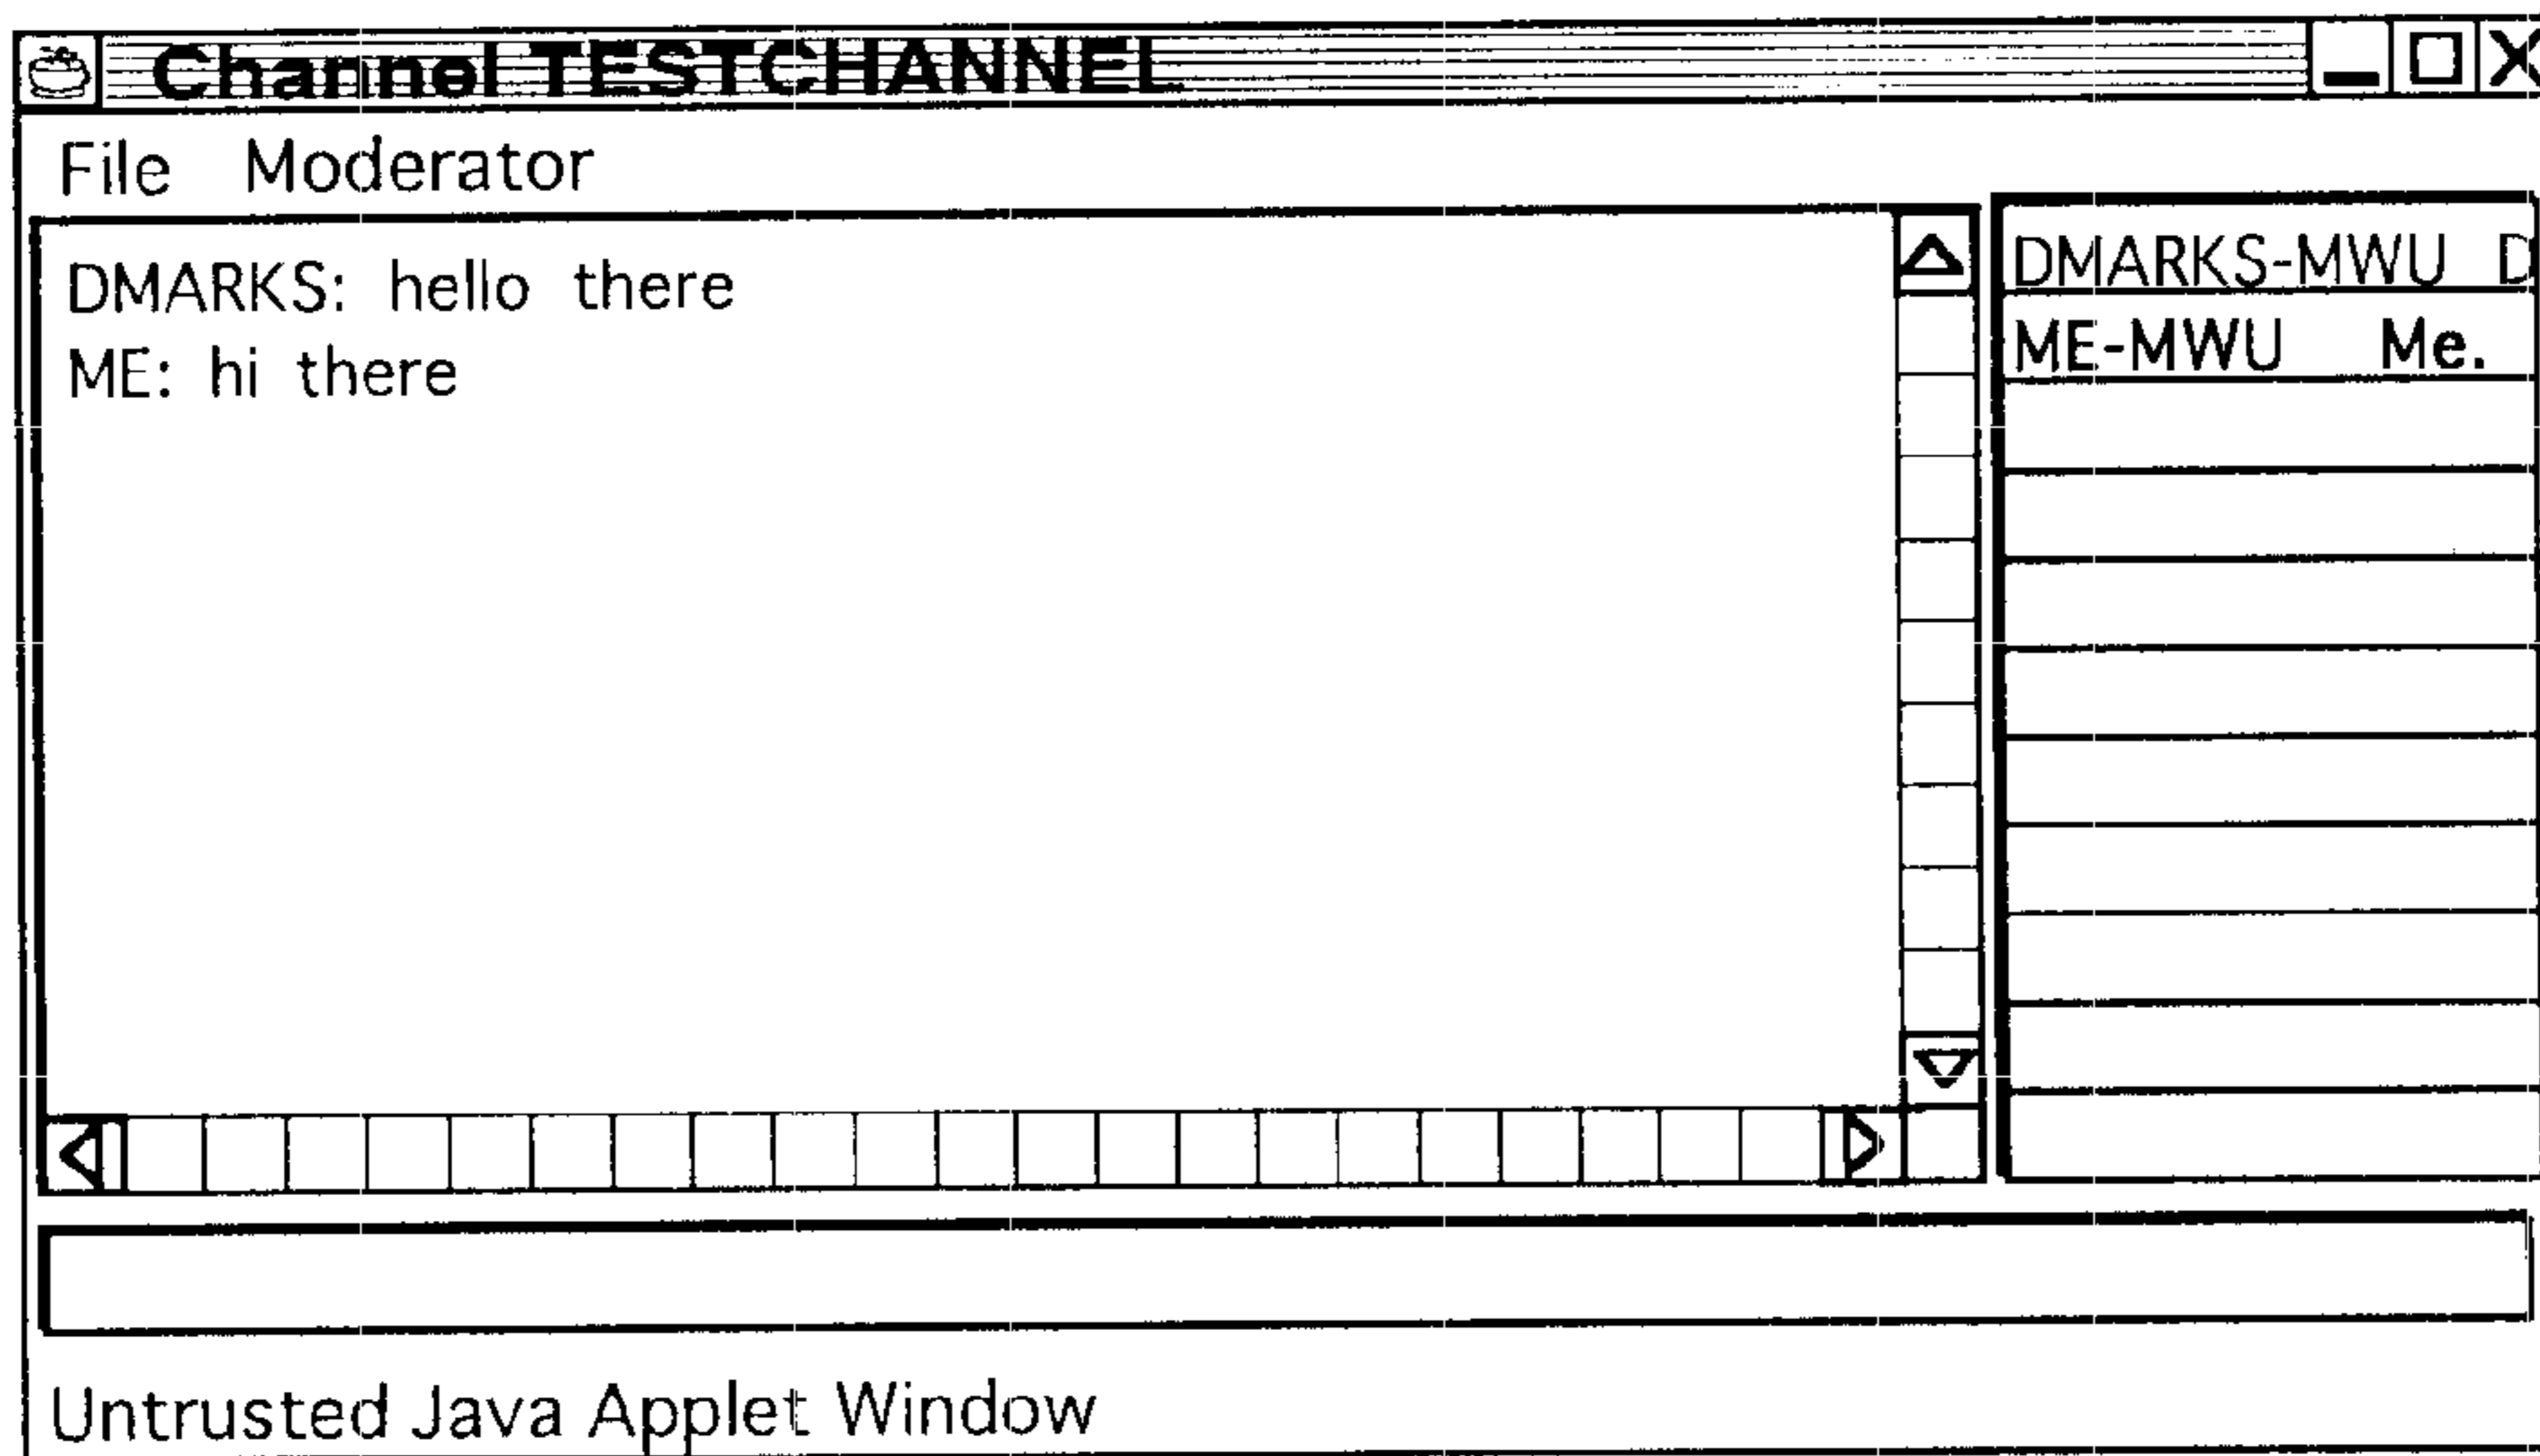 Channel TESTCHANNEL
File Moderator
DMARKS: hello there
ME: hi there
DMARKS-MWU D
ME-MWU Me.
Untrusted Java Applet Window